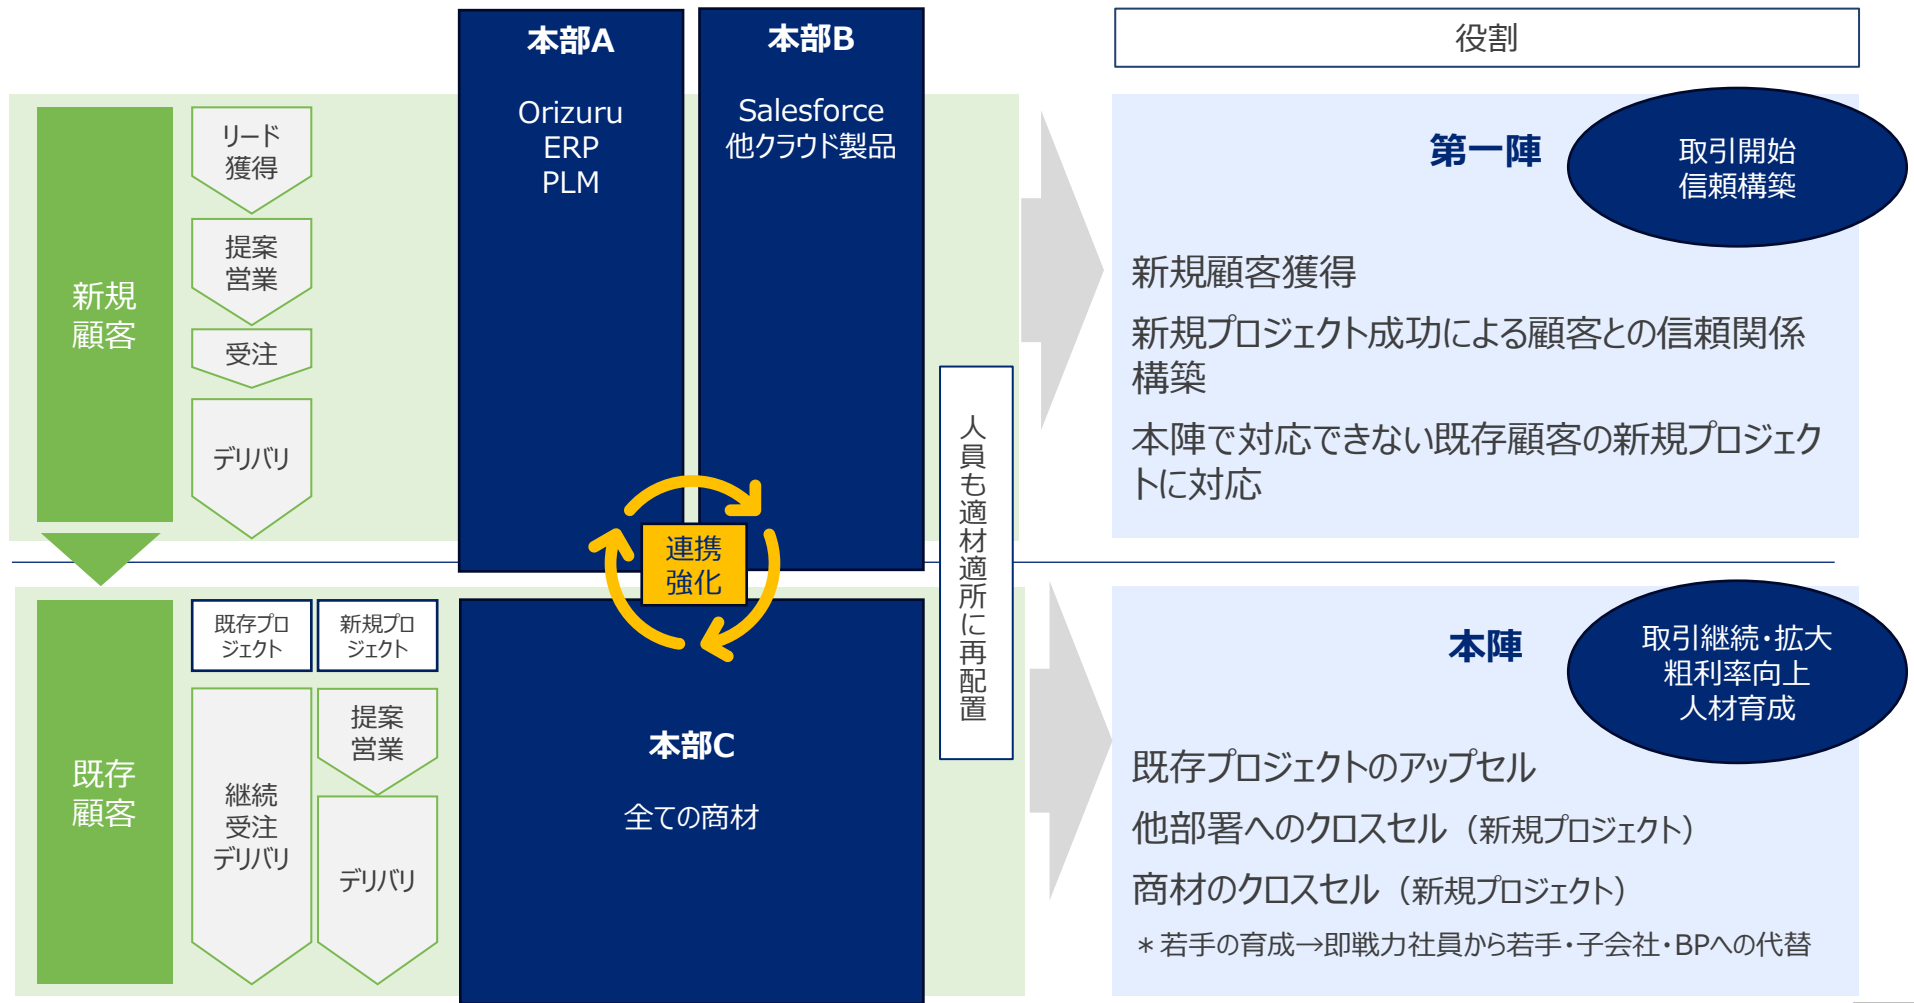 本部A
Orizuru
ERP
PLM
本部B
Salesforce
他クラウド製品
役割
新規
顧客
リード
獲得
提案
営業
受注
デリバリ
連携
強化
人員も適材適所に再配置
第一陣
取引開始
信頼構築
新規顧客獲得
新規プロジェクト成功による顧客との信頼関係
構築
本陣で対応できない既存顧客の新規プロジェク
トに対応
既存
顧客
既存プロ
ジェクト
新規プロ
ジェクト
継続
受注
デリバリ
提案
営業
デリバリ
本部C
全ての商材
本陣
取引継続・拡大
粗利率向上
人材育成
既存プロジェクトのアップセル
他部署へのクロスセル（新規プロジェクト）
商材のクロスセル（新規プロジェクト）
＊若手の育成→即戦力社員から若手・子会社・BPへの代替